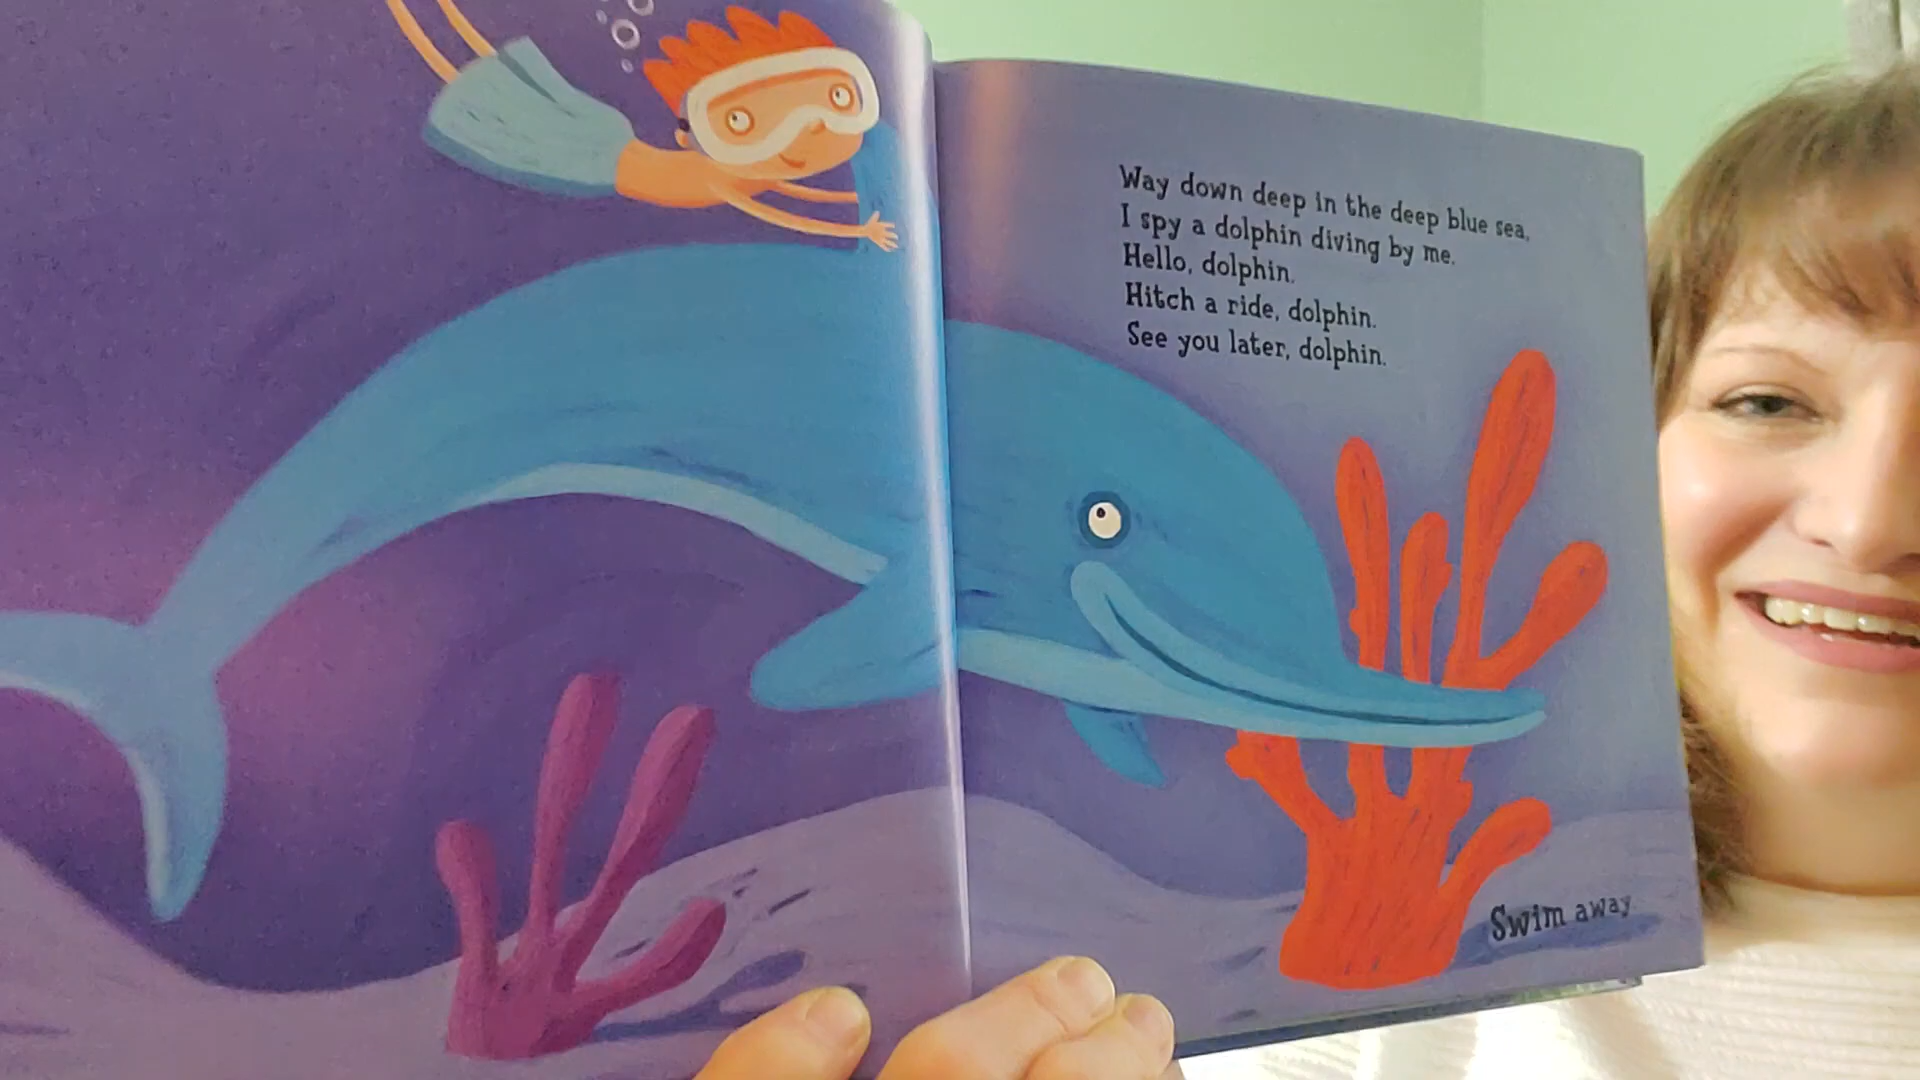 Way down deep in the deep blue sea,
I spy a dolphin diving by me.
Hello, dolphin.
Hitch a ride, dolphin.
See you later, dolphin.
Swim away